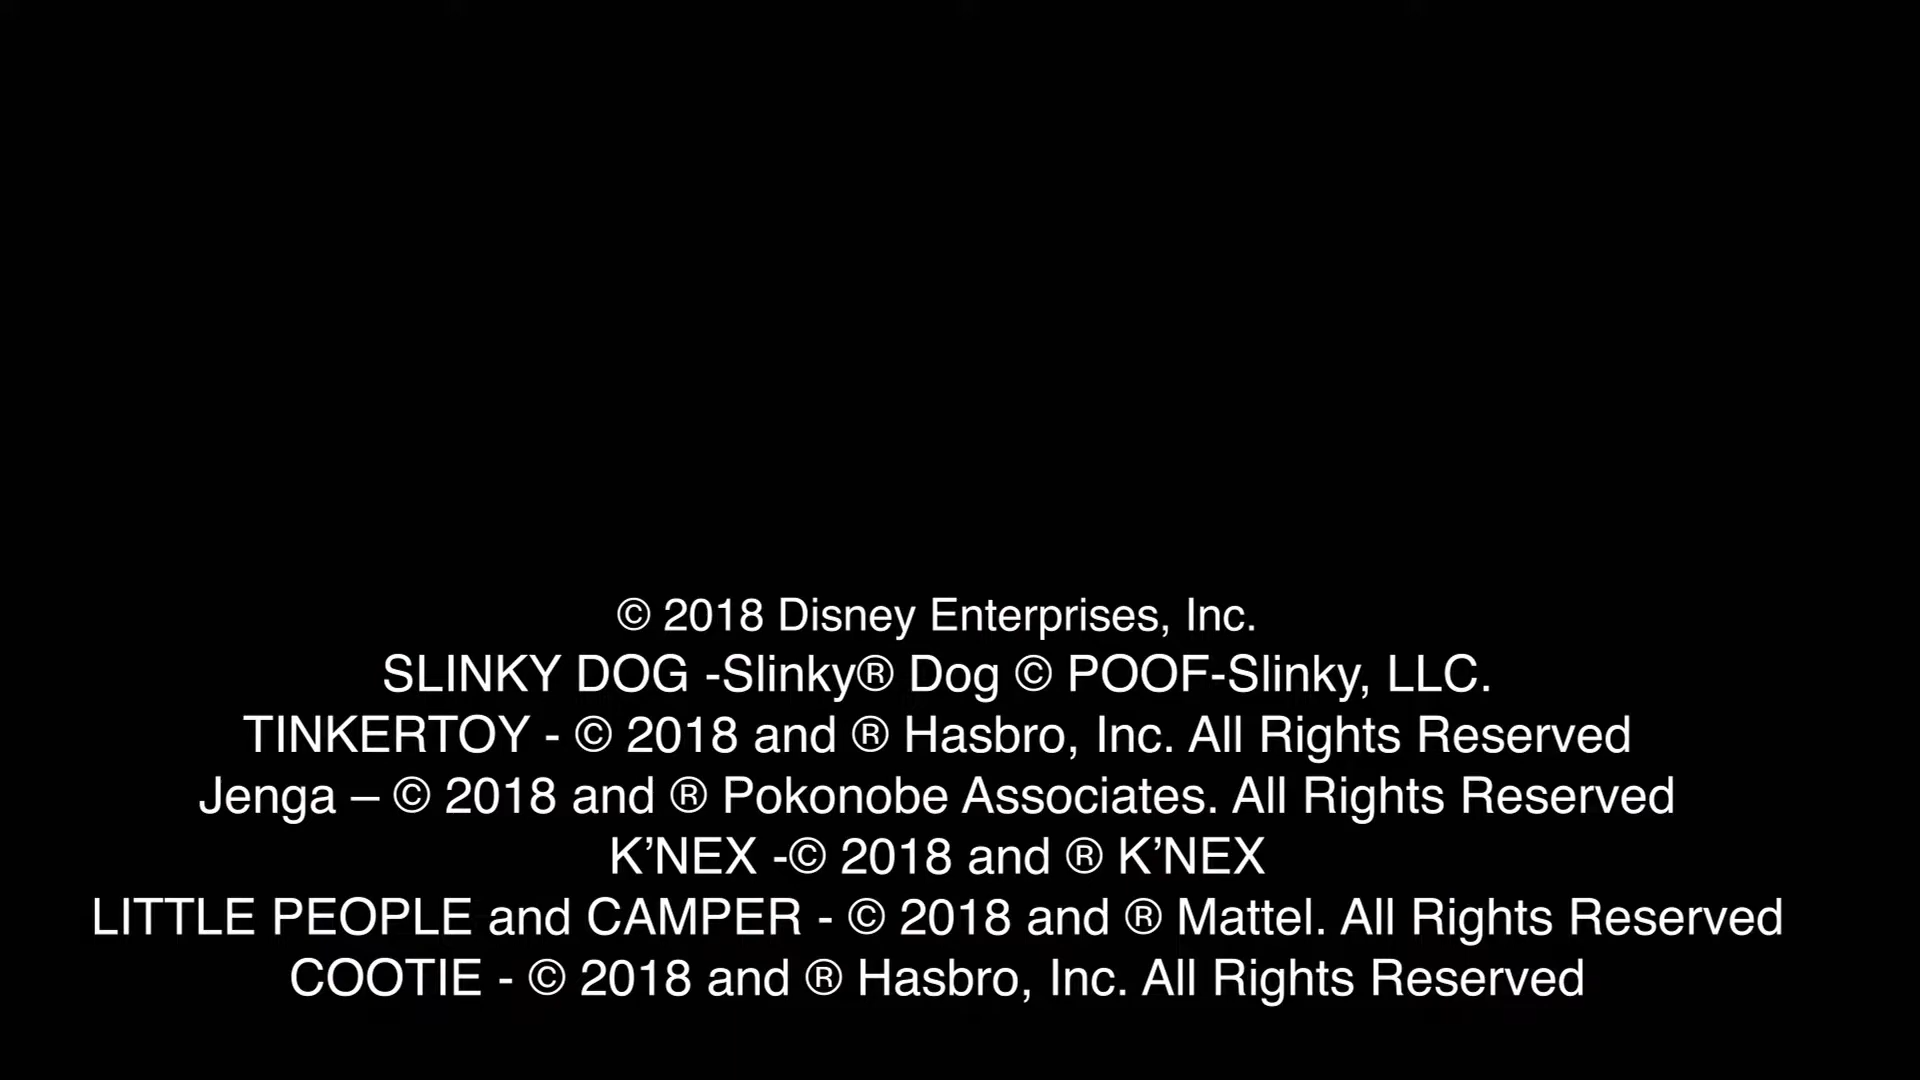 © 2018 Disney Enterprises, Inc.
SLINKY DOG -Slinky® Dog © POOF-Slinky, LLC.
TINKERTOY - © 2018 and ® Hasbro, Inc. All Rights Reserved
Jenga – © 2018 and ® Pokonobe Associates. All Rights Reserved
K’NEX -© 2018 and ® K’NEX
LITTLE PEOPLE and CAMPER - © 2018 and ® Mattel. All Rights Reserved
COOTIE - © 2018 and ® Hasbro, Inc. All Rights Reserved